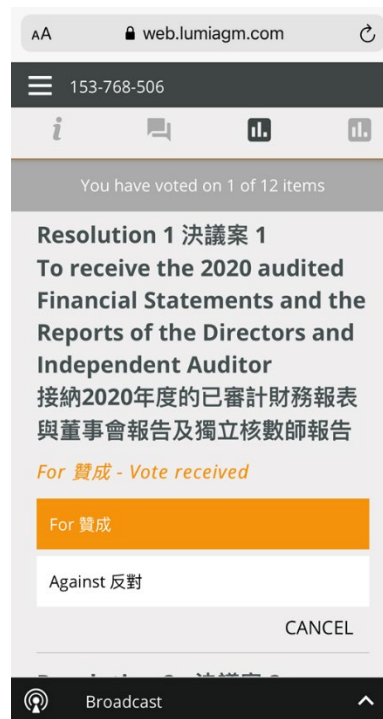 AA web.lumiagm.com
153-768-506
You have voted on 1 of 12 items
Resolution 1 決議案 1
To receive the 2020 audited
Financial Statements and the
Reports of the Directors and
Independent Auditor
接納2020年度的已審計財務報表
與董事會報告及獨立核數師報告
For 贊成 - Vote received
For 贊成
Against 反對
CANCEL
Broadcast